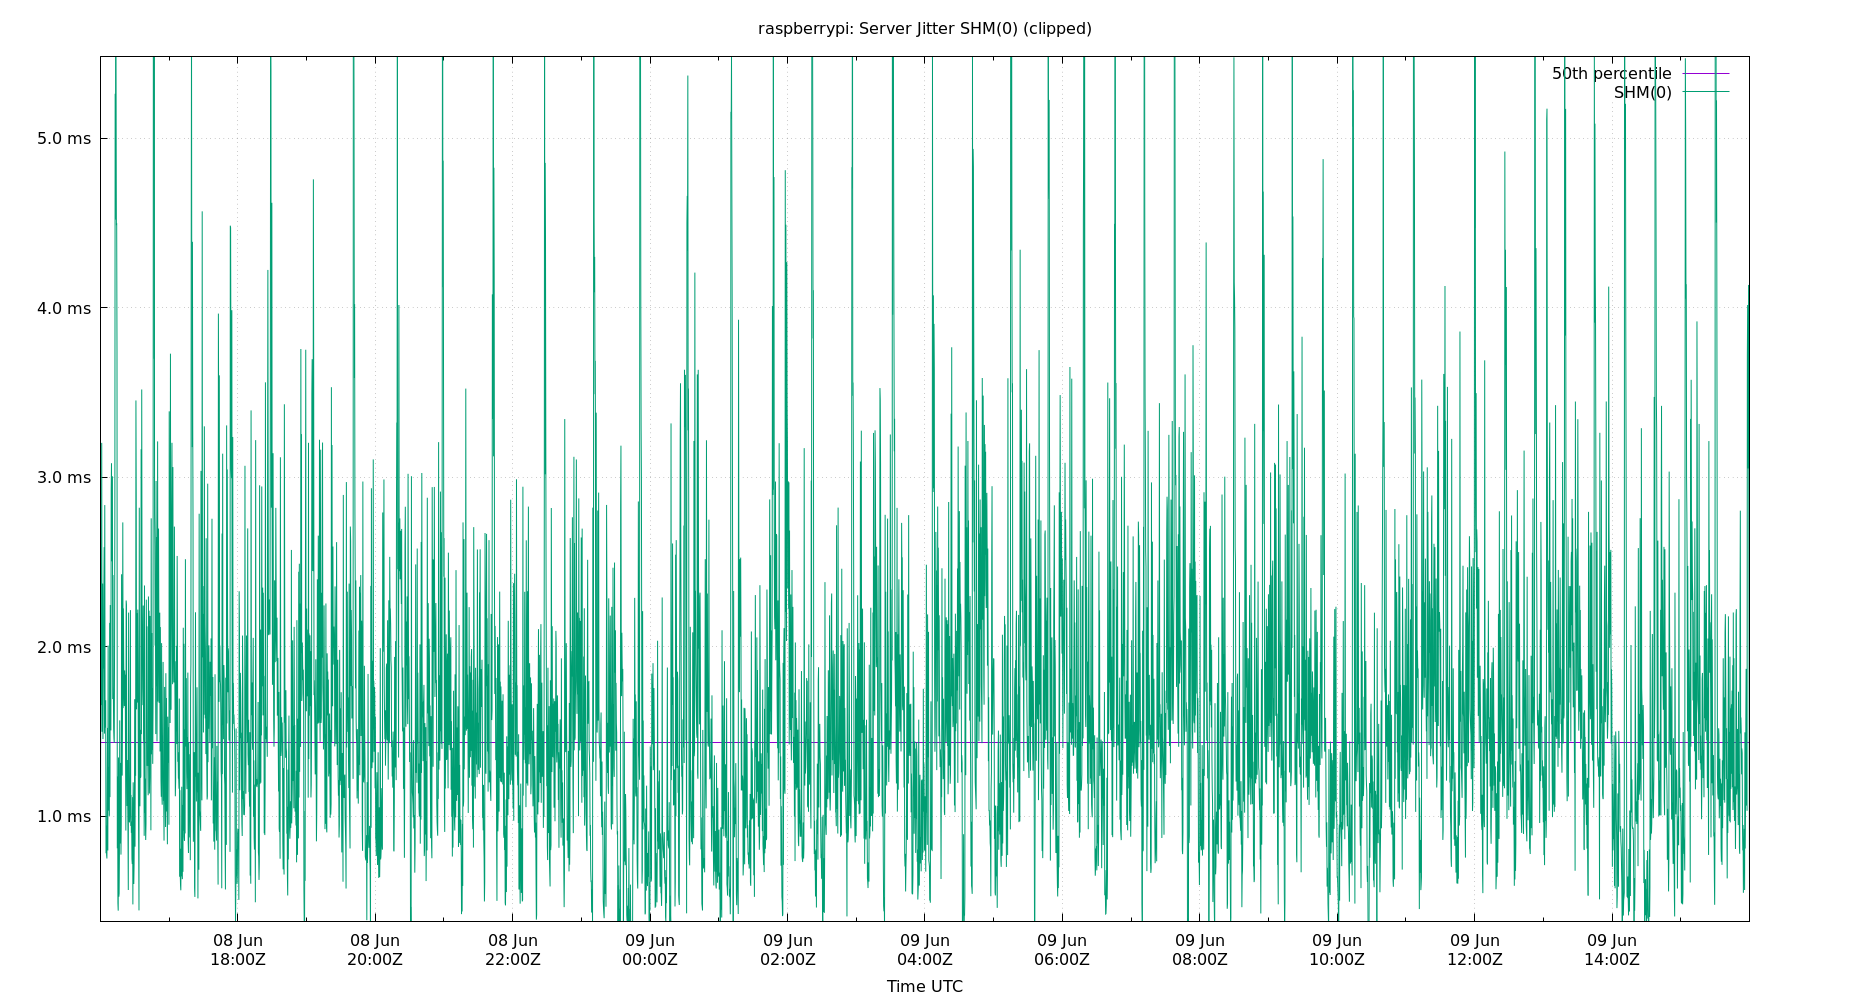 raspberrypi: Server Jitter SHM(0) (clipped)
50th percentile
SHM(0)
5.0 ms
4.0 ms
3.0 ms
2.0 ms
1.0 ms
08 Jun 08 Jun 08 Jun 09 Jun 09 Jun 09 Jun 09 Jun 09 Jun 09 Jun 09 Jun 09 Jun
18:00Z 20:00Z 22:00Z 00:00Z 02:00Z 04:00Z 06:00Z 08:00Z 10:00Z 12:00Z 14:00Z
Time UTC